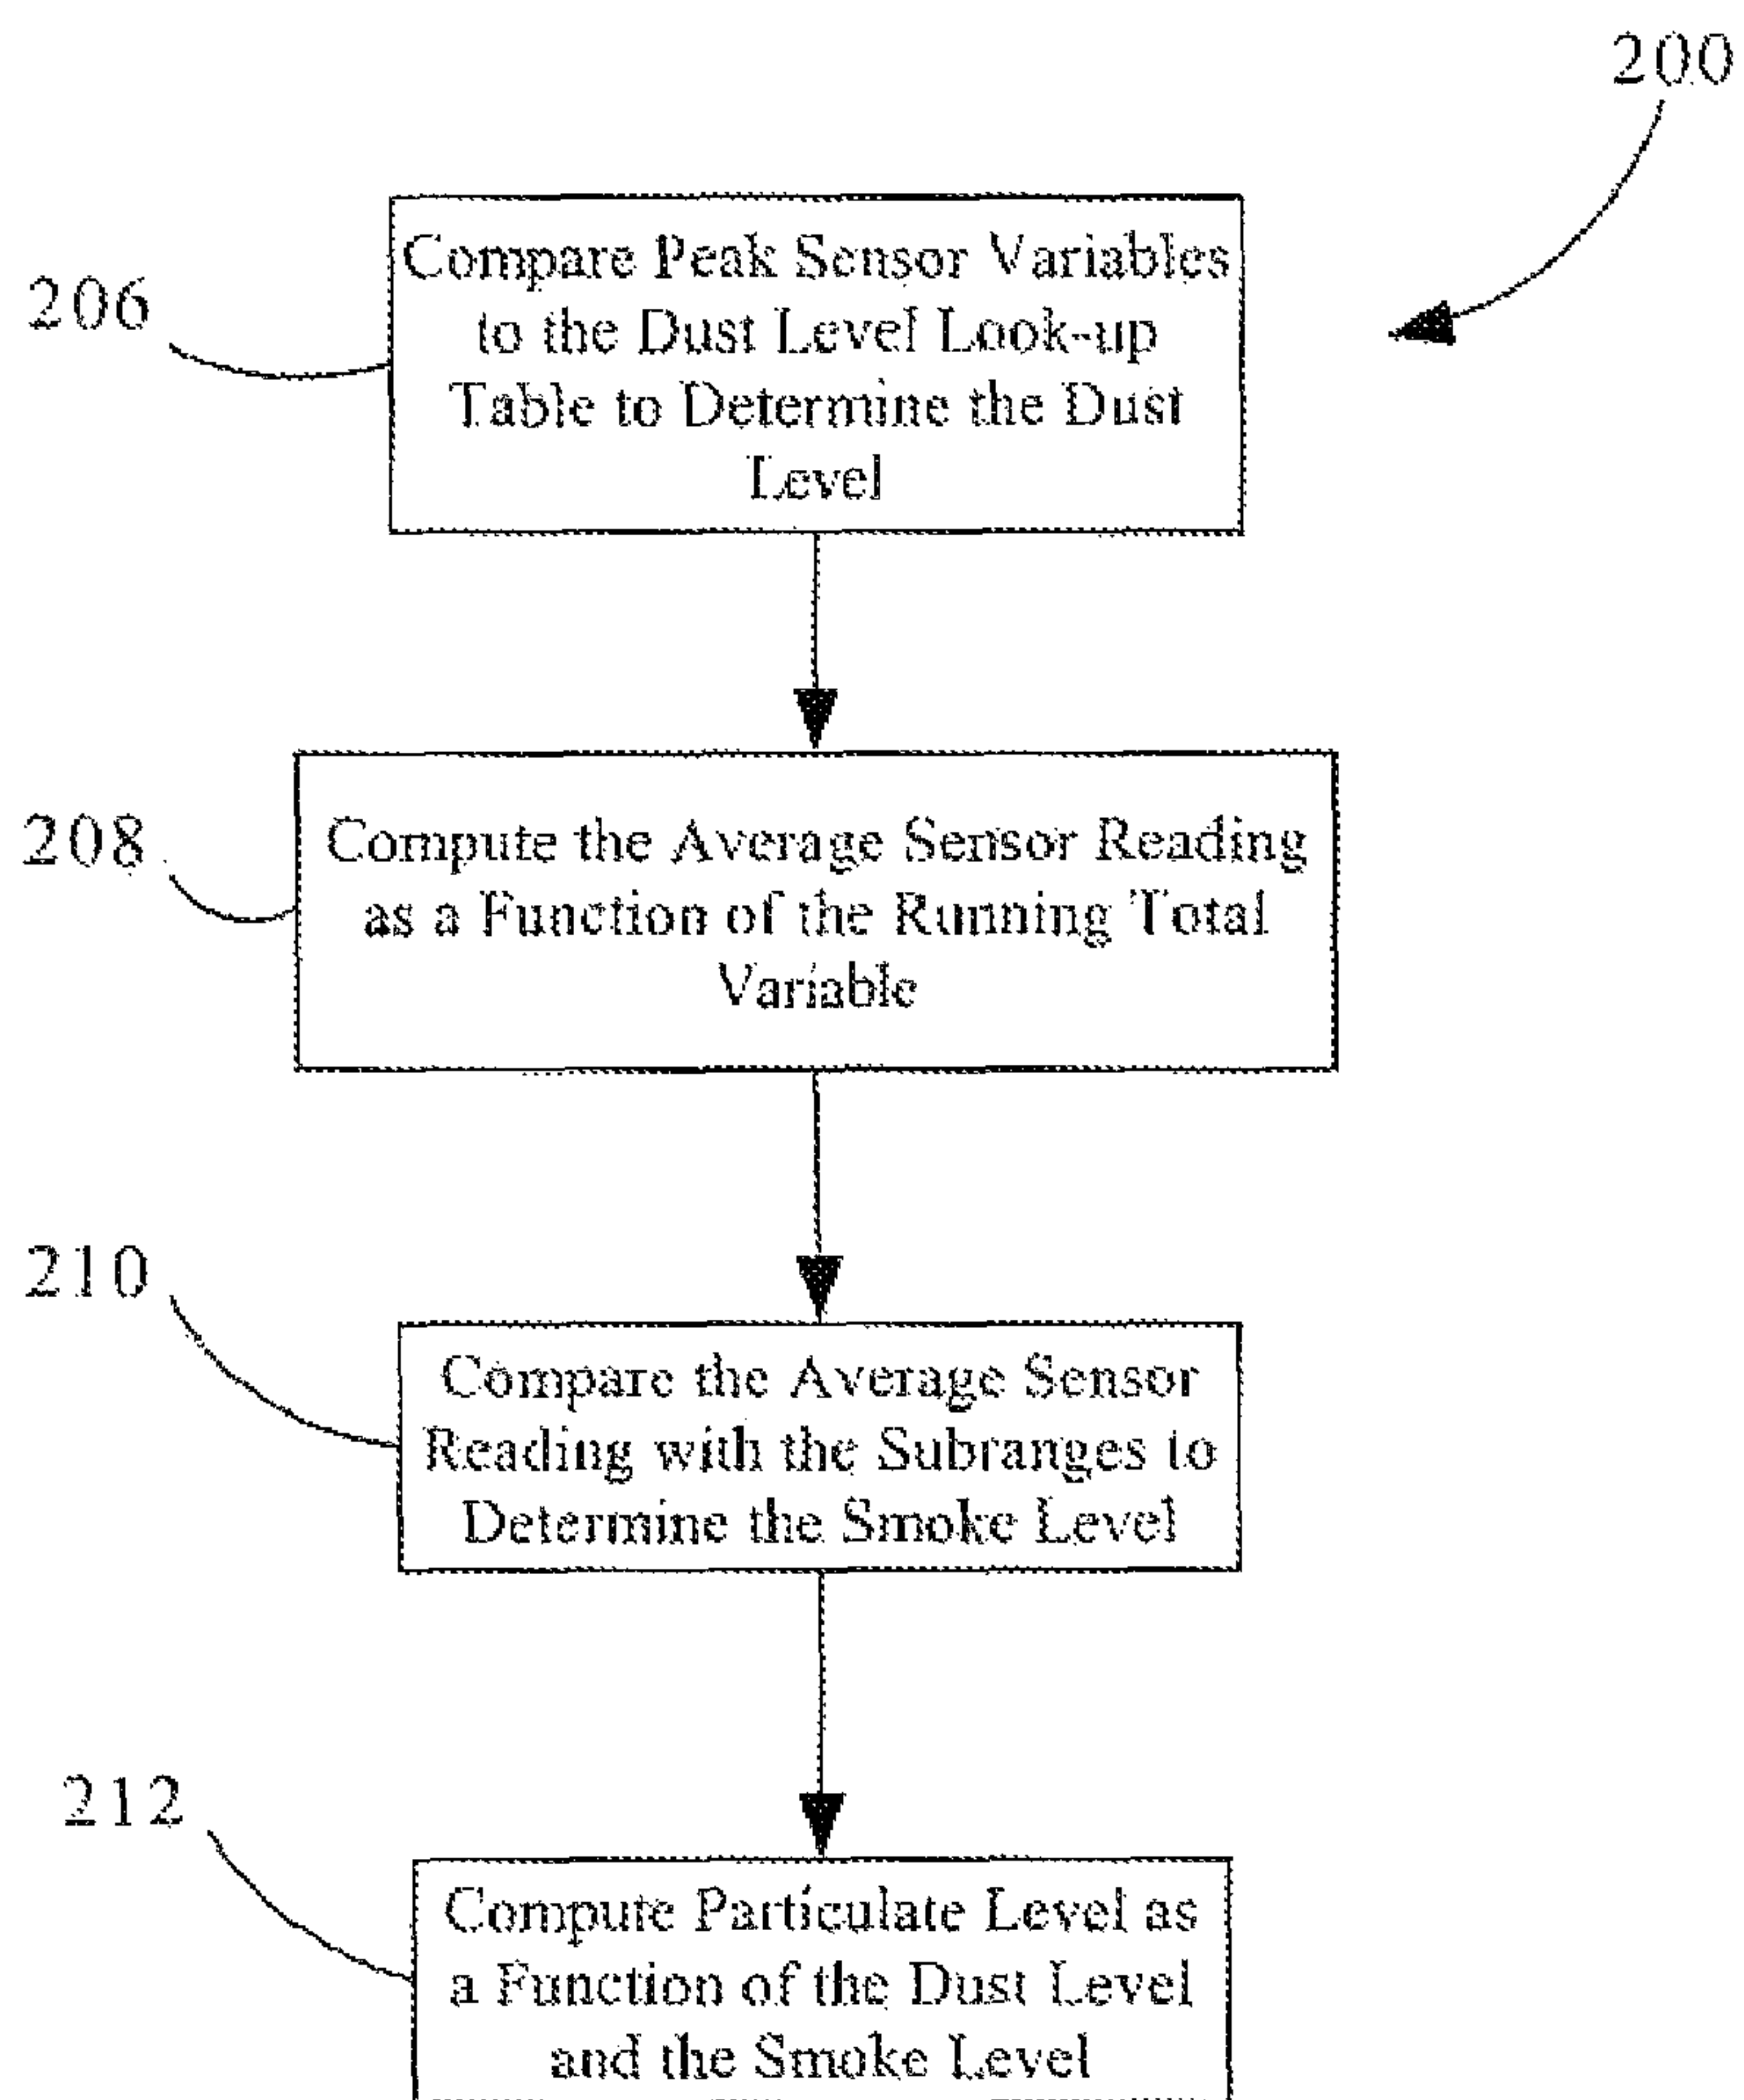 200
206
Compare Peak Sensor Variables
to the Dust Level Look-up
Table to Determine the Dust
Level
208
Compute the Average Sensor Reading
as a Function of the Running Total
Variable
210
Compare the Average Sensor
Reading with the Subranges to
Determine the Smoke Level
212
Compute Particulate Level as
a Function of the Dust Level
and the Smoke Level